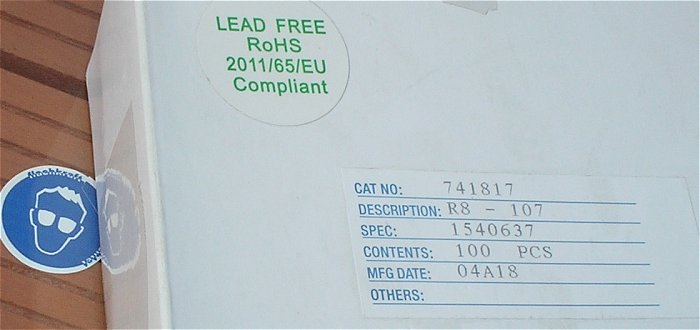 LEAD FREE
RoHS
2011/65/EU
Compliant
CAT NO: 741817
DESCRIPTION: R8 - 107
SPEC: 1540637
CONTENTS: 100 PCS
MFG DATE: 04A18
OTHERS: